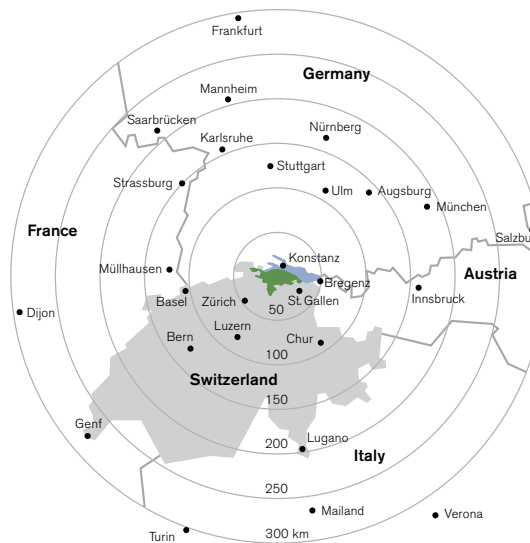 Frankfurt
Germany
Mannheim
Saarbrücken
Nürnberg
Karlsruhe
Stuttgart
Strassburg
Ulm
Augsburg
München
France
Salzbu
Konstanz
Müllhausen
Austria
Bregenz
Basel
Zürich
St. Gallen
Innsbruck
50
Dijon
Luzern
Bern
Chur
100
Switzerland
150
Genf
Lugano
200
Italy
250
Mailand
Verona
Turin
300 km